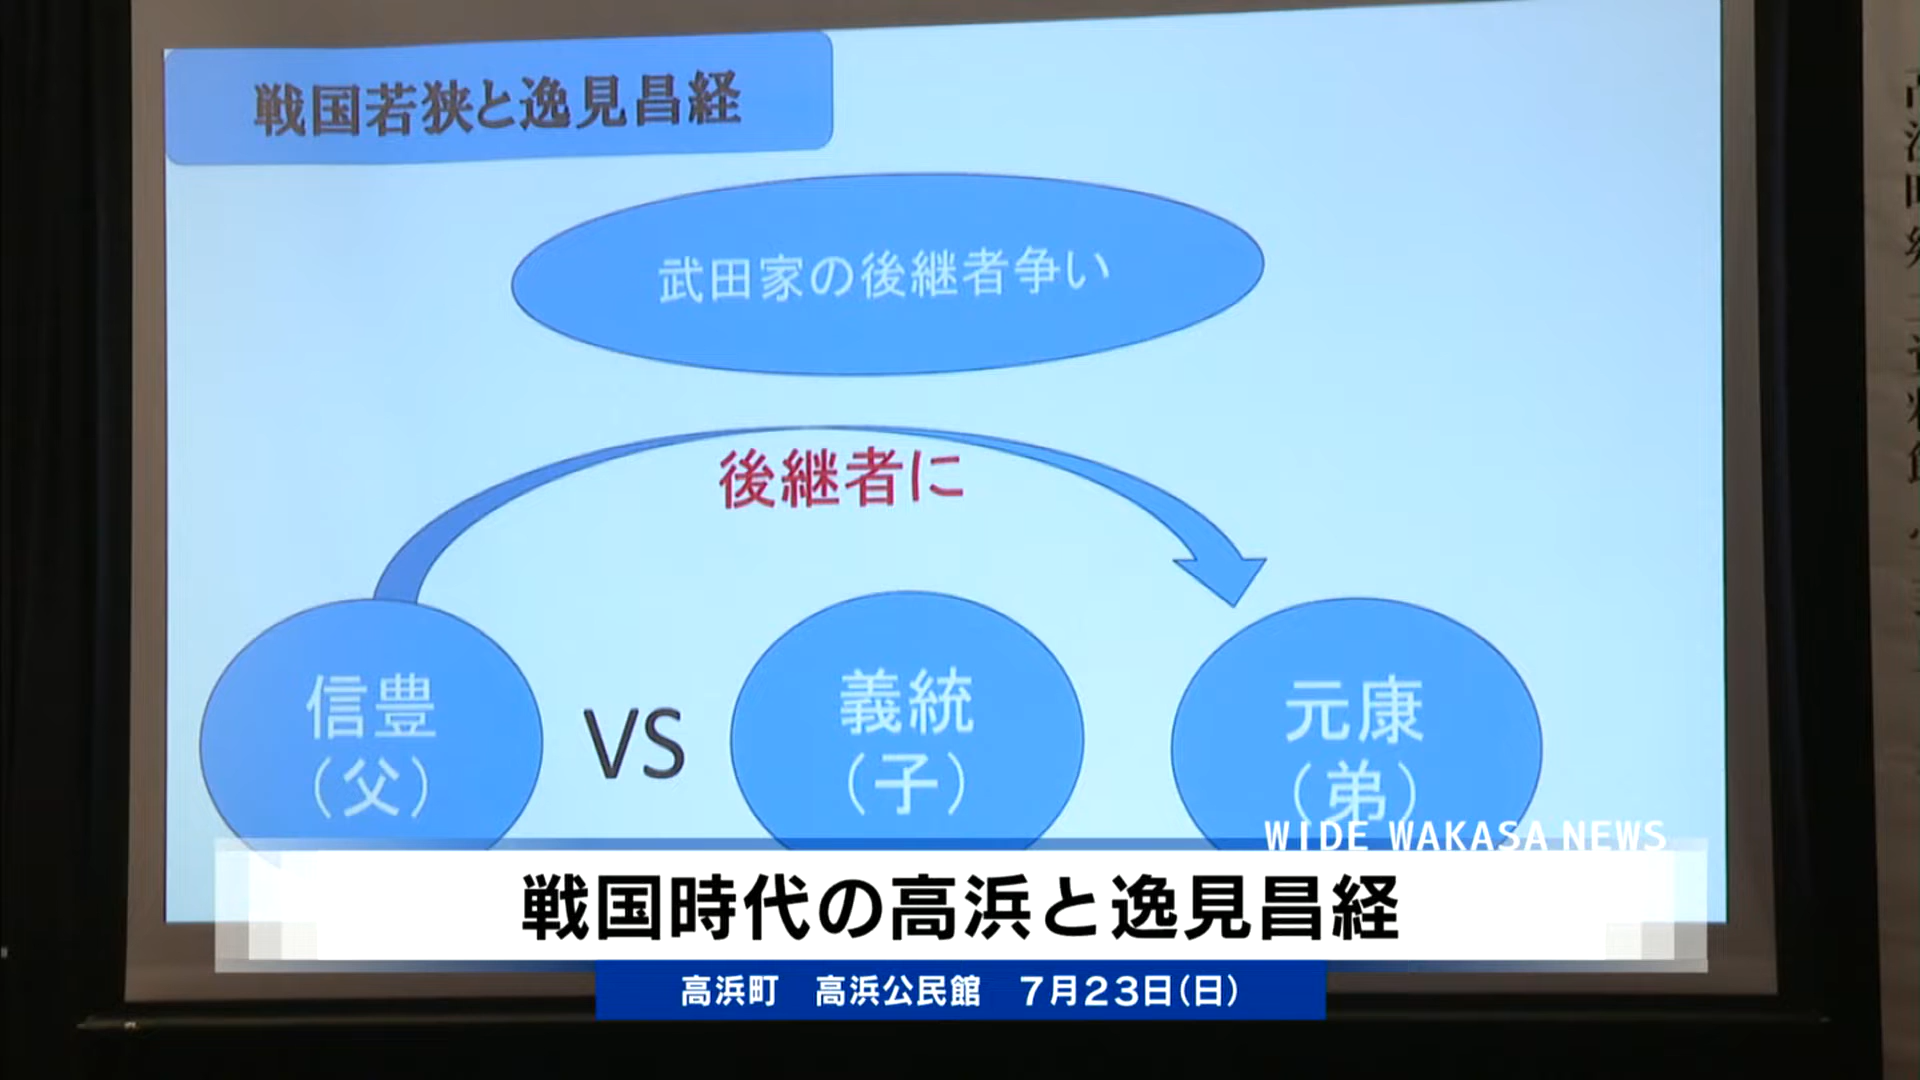 戦国若狭と逸見昌経
武田家の後継者争い
後継者に
信豊
（父）
VS
義統
（子）
元康
（弟）
WIDE WAKASA NEWS
戦国時代の高浜と逸見昌経
高浜町　高浜公民館　７月２３日（日）